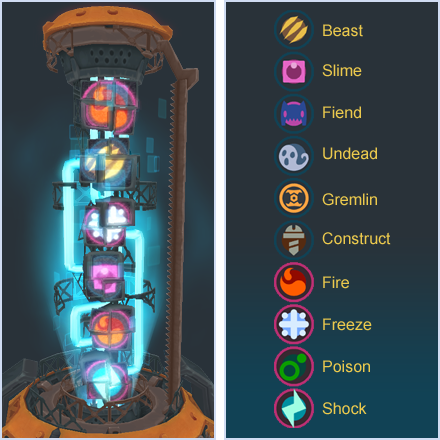 Beast
Slime
Fiend
Undead
Gremlin
Construct
Fire
Freeze
Poison
Shock